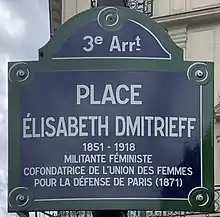 3e Arrt
PLACE
ÉLISABETH DMITRIEFF
1851 - 1918
MILITANTE FÉMINISTE
COFONDATRICE DE L'UNION DES FEMMES
POUR LA DÉFENSE DE PARIS (1871)